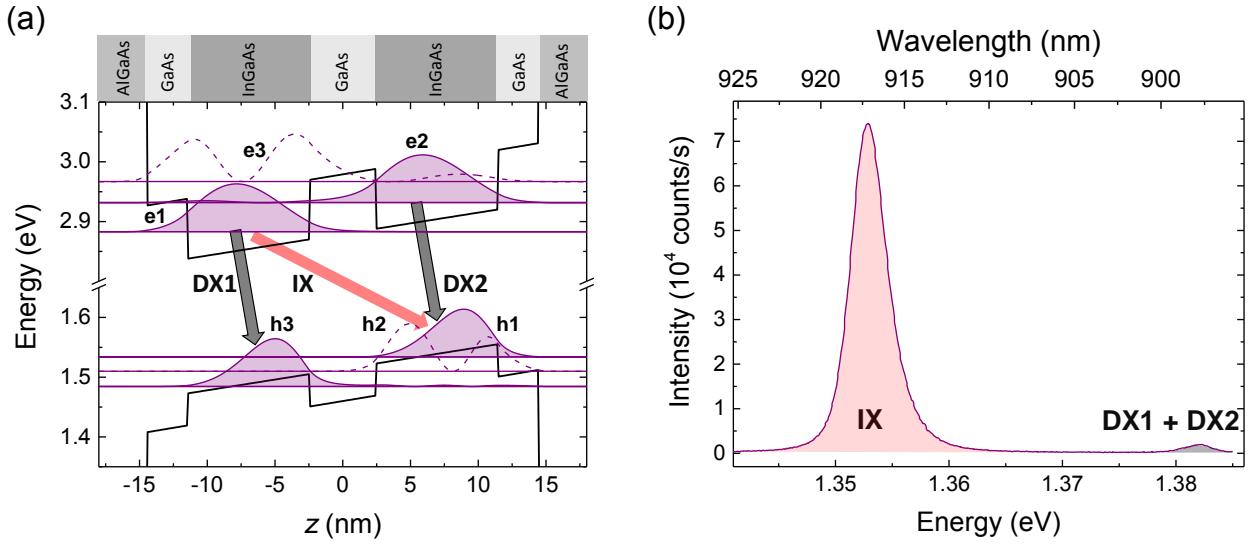 (a)
AlGaAs
GaAs
InGaAs
GaAs
InGaAs
GaAs
AlGaAs
3.1
3.0
2.9
1.6
1.5
1.4
Energy (eV)
e3
e2
e1
DX1
IX
DX2
h3
h2
h1
-15
-10
-5
0
5
10
15
z (nm)
(b)
Wavelength (nm)
925
920
915
910
905
900
7
6
5
4
3
2
1
0
Intensity (10⁴ counts/s)
IX
DX1 + DX2
1.35
1.36
1.37
1.38
Energy (eV)